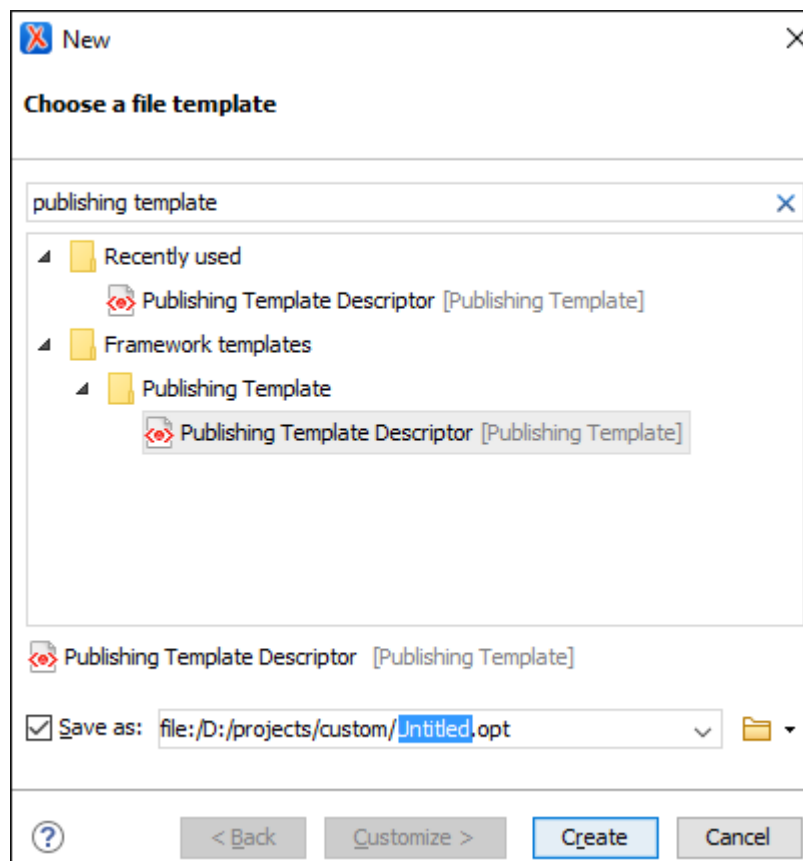 New
Choose a file template
publishing template
Recently used
Publishing Template Descriptor [Publishing Template]
Framework templates
Publishing Template
Publishing Template Descriptor [Publishing Template]
Publishing Template Descriptor [Publishing Template]
Save as: file:/D:/projects/custom/Untitled.opt
< Back Customize > Create Cancel